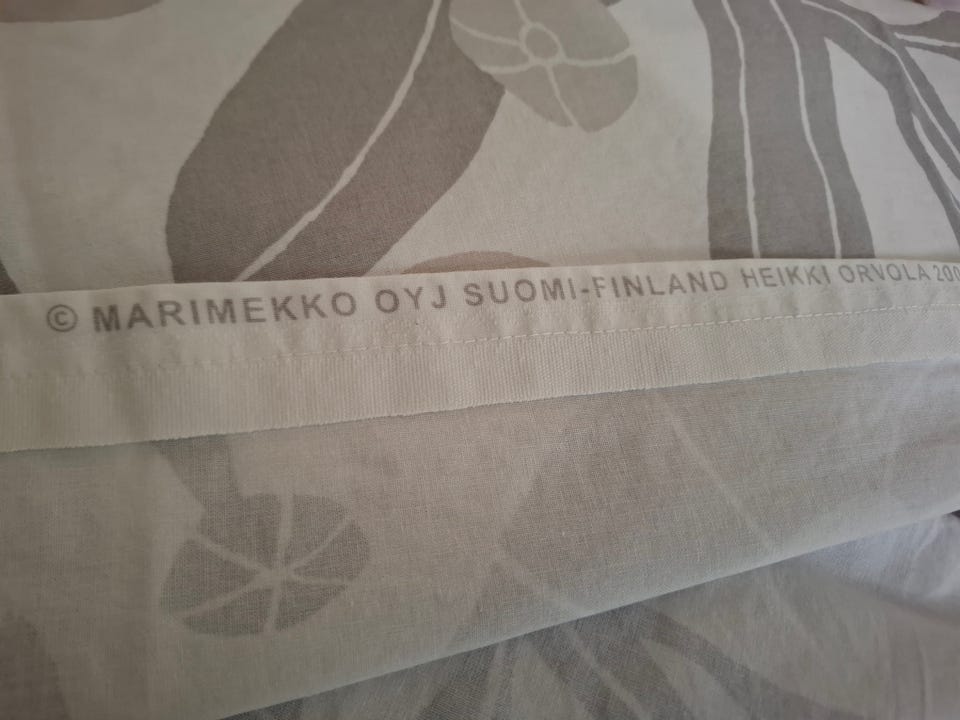 © MARIMEKKO OYJ SUOMI-FINLAND HEIKKI ORVOLA 200